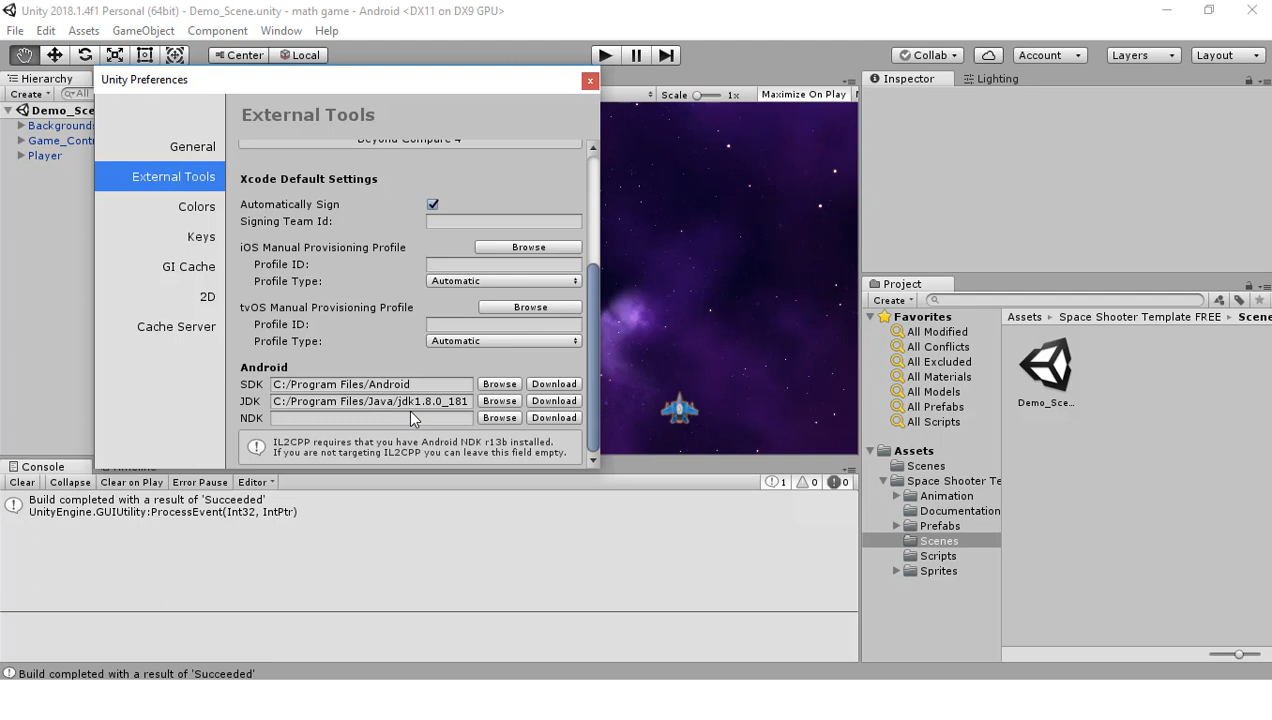 Unity 2018.1.4f1 Personal (64bit) - Demo_Scene.unity - math game - Android <DX11 on DX9 GPU>
File Edit Assets GameObject Component Window Help
Center Local Collab Account Layers Layout
Hierarchy
Create All
Demo_Sce
Backgrounds
Game_Contr
Player
Unity Preferences
x
General
External Tools
Colors
Keys
GI Cache
2D
Cache Server
External Tools
Beyond Compare 4
Xcode Default Settings
Automatically Sign
Signing Team Id:
iOS Manual Provisioning Profile Browse
Profile ID:
Profile Type: Automatic
tvOS Manual Provisioning Profile Browse
Profile ID:
Profile Type: Automatic
Android
SDK C:/Program Files/Android Browse Download
JDK C:/Program Files/Java/jdk1.8.0_181 Browse Download
NDK Browse Download
IL2CPP requires that you have Android NDK r13b installed.
If you are not targeting IL2CPP you can leave this field empty.
Scale 1x Maximize On Play
Inspector Lighting
Project
Create
Favorites
All Modified
All Conflicts
All Excluded
All Materials
All Models
All Prefabs
All Scripts
Assets
Scenes
Space Shooter Te
Animation
Documentation
Prefabs
Scenes
Scripts
Sprites
Assets Space Shooter Template FREE Scene
Demo_Sce...
Console Timeline
Clear Collapse Clear on Play Error Pause Editor 1 0 0
Build completed with a result of 'Succeeded'
UnityEngine.GUIUtility:ProcessEvent(Int32, IntPtr)
Build completed with a result of 'Succeeded'